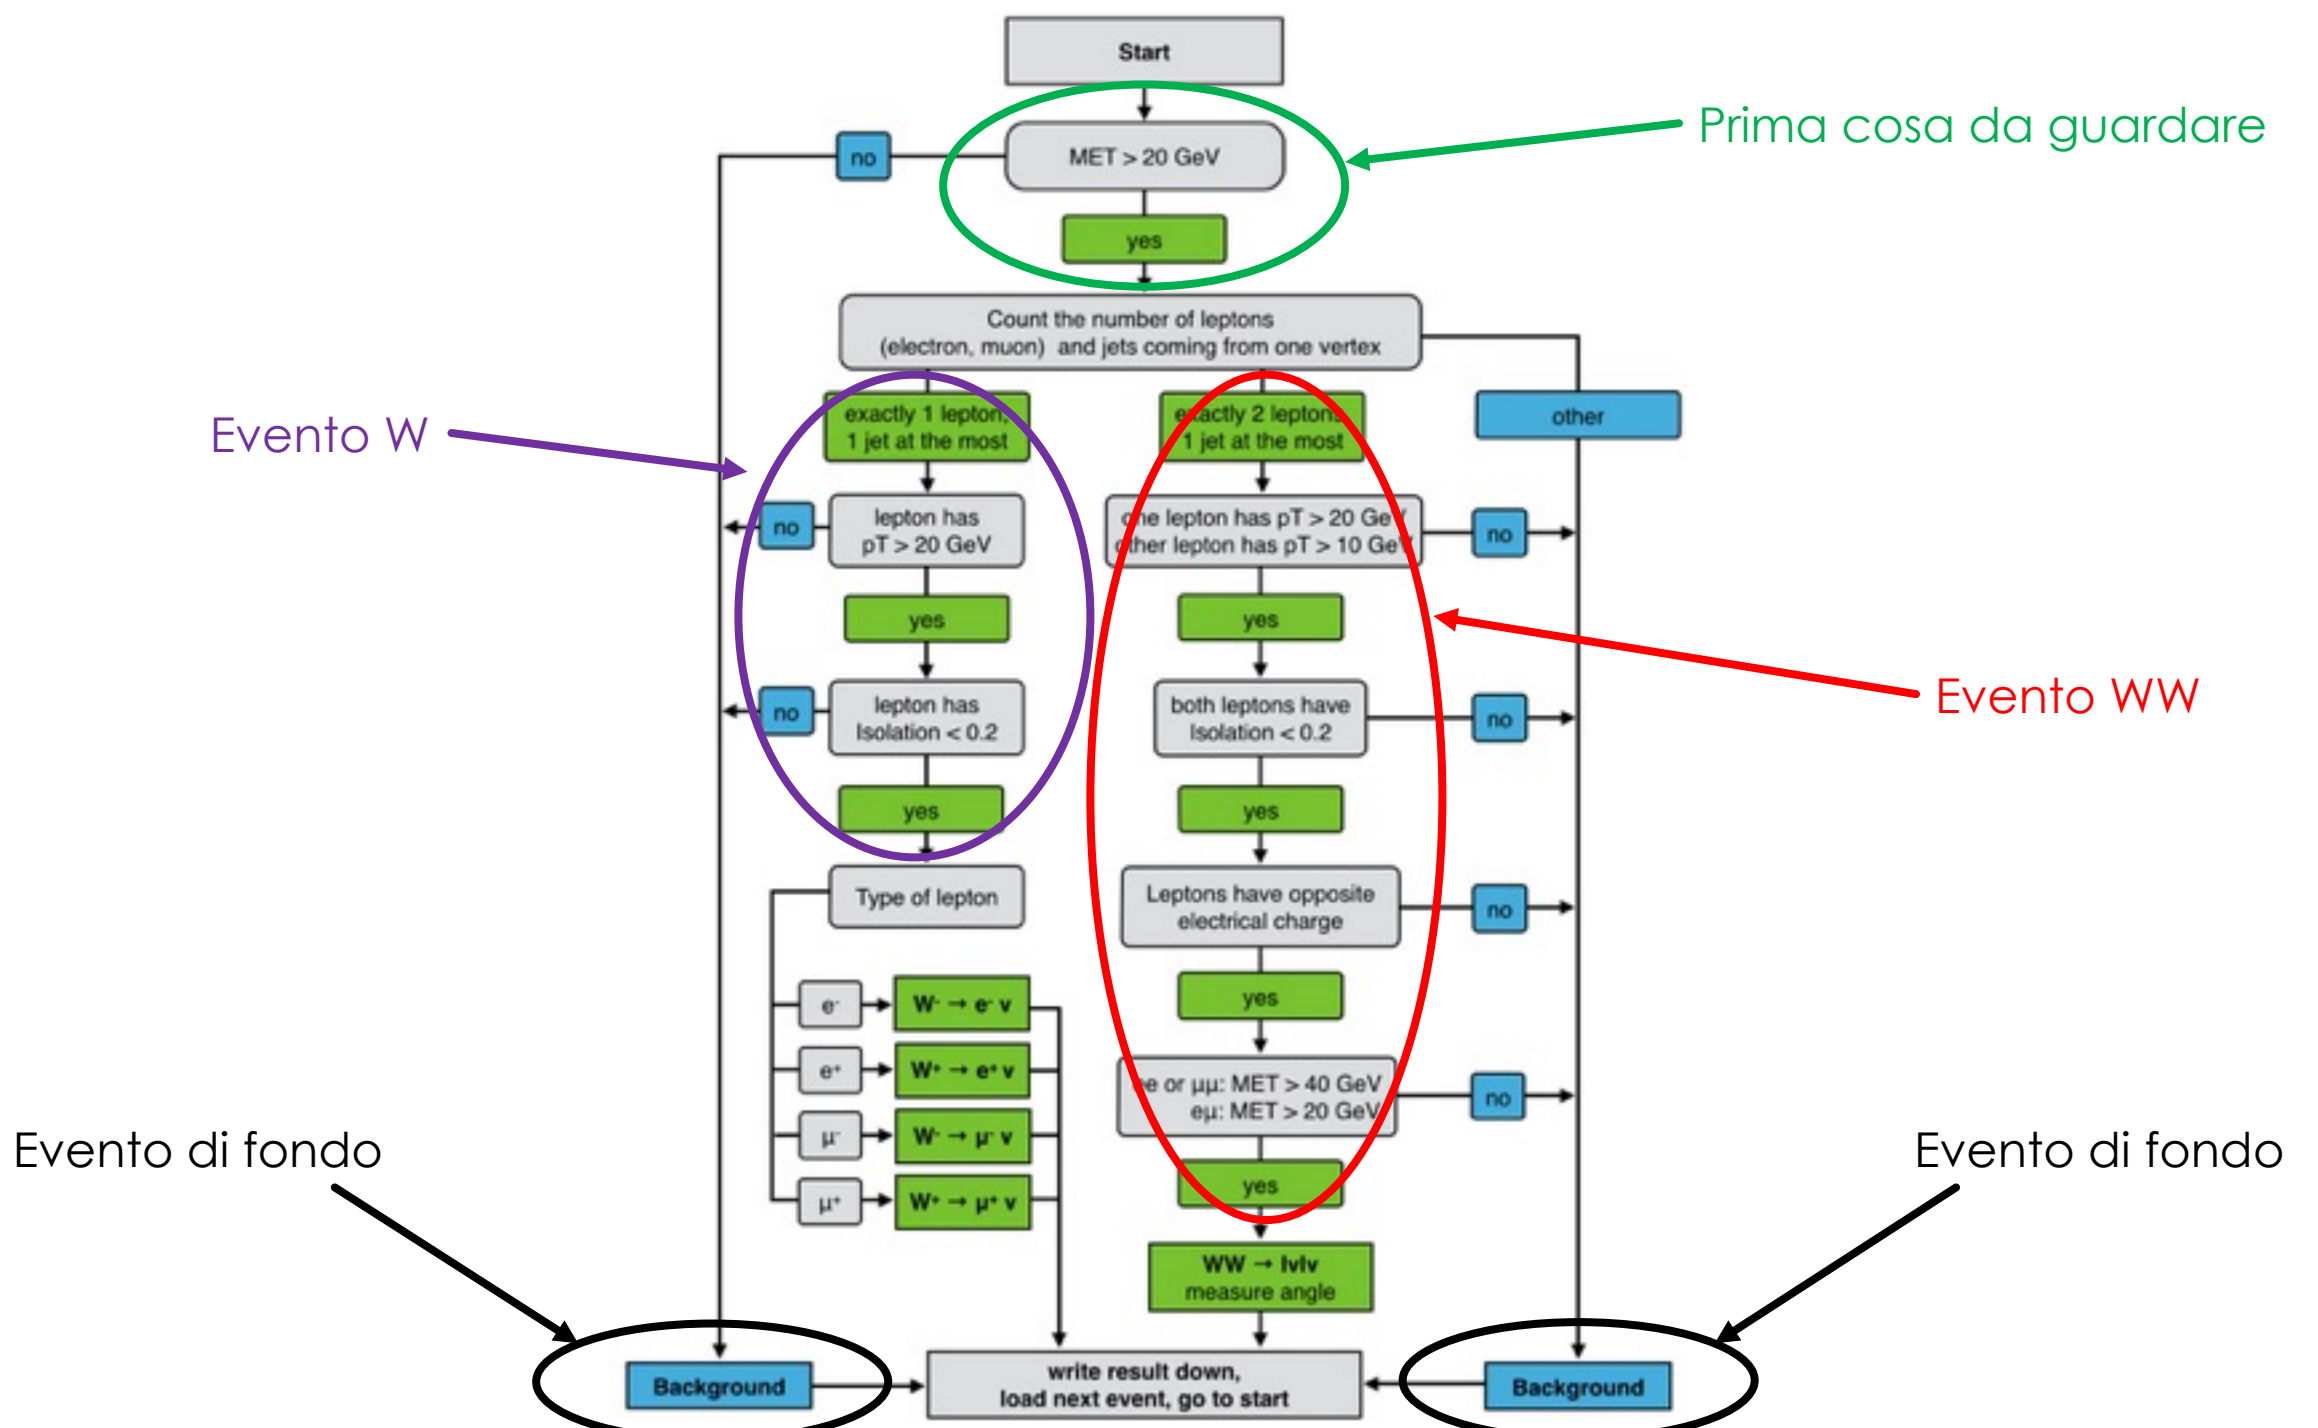 Start
Prima cosa da guardare
no
MET > 20 GeV
yes
Count the number of leptons
(electron, muon) and jets coming from one vertex
Evento W
exactly 1 lepton,
1 jet at the most
exactly 2 leptons
1 jet at the most
other
no
lepton has
pT > 20 GeV
one lepton has pT > 20 GeV
other lepton has pT > 10 GeV
no
yes
yes
Evento WW
no
lepton has
Isolation < 0.2
both leptons have
Isolation < 0.2
no
yes
yes
Type of lepton
Leptons have opposite
electrical charge
no
yes
e-
W- → e- ν
e+
W+ → e+ ν
μ-
W- → μ- ν
μ+
W+ → μ+ ν
ee or μμ: MET > 40 GeV
eμ: MET > 20 GeV
no
yes
Evento di fondo
Evento di fondo
WW → lνlν
measure angle
Background
write result down,
load next event, go to start
Background